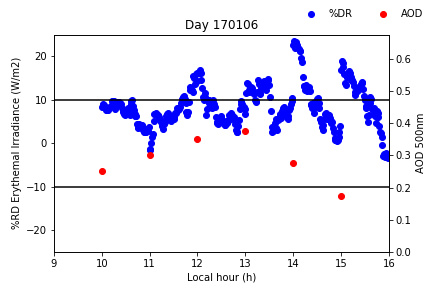 %DR AOD
Day 170106
%RD Erythermal Irradiance (W/m2)
20
10
0
−10
−20
0.6
0.5
0.4
0.3
0.2
0.1
0.0
AOD 500nm
9 10 11 12 13 14 15 16
Local hour (h)